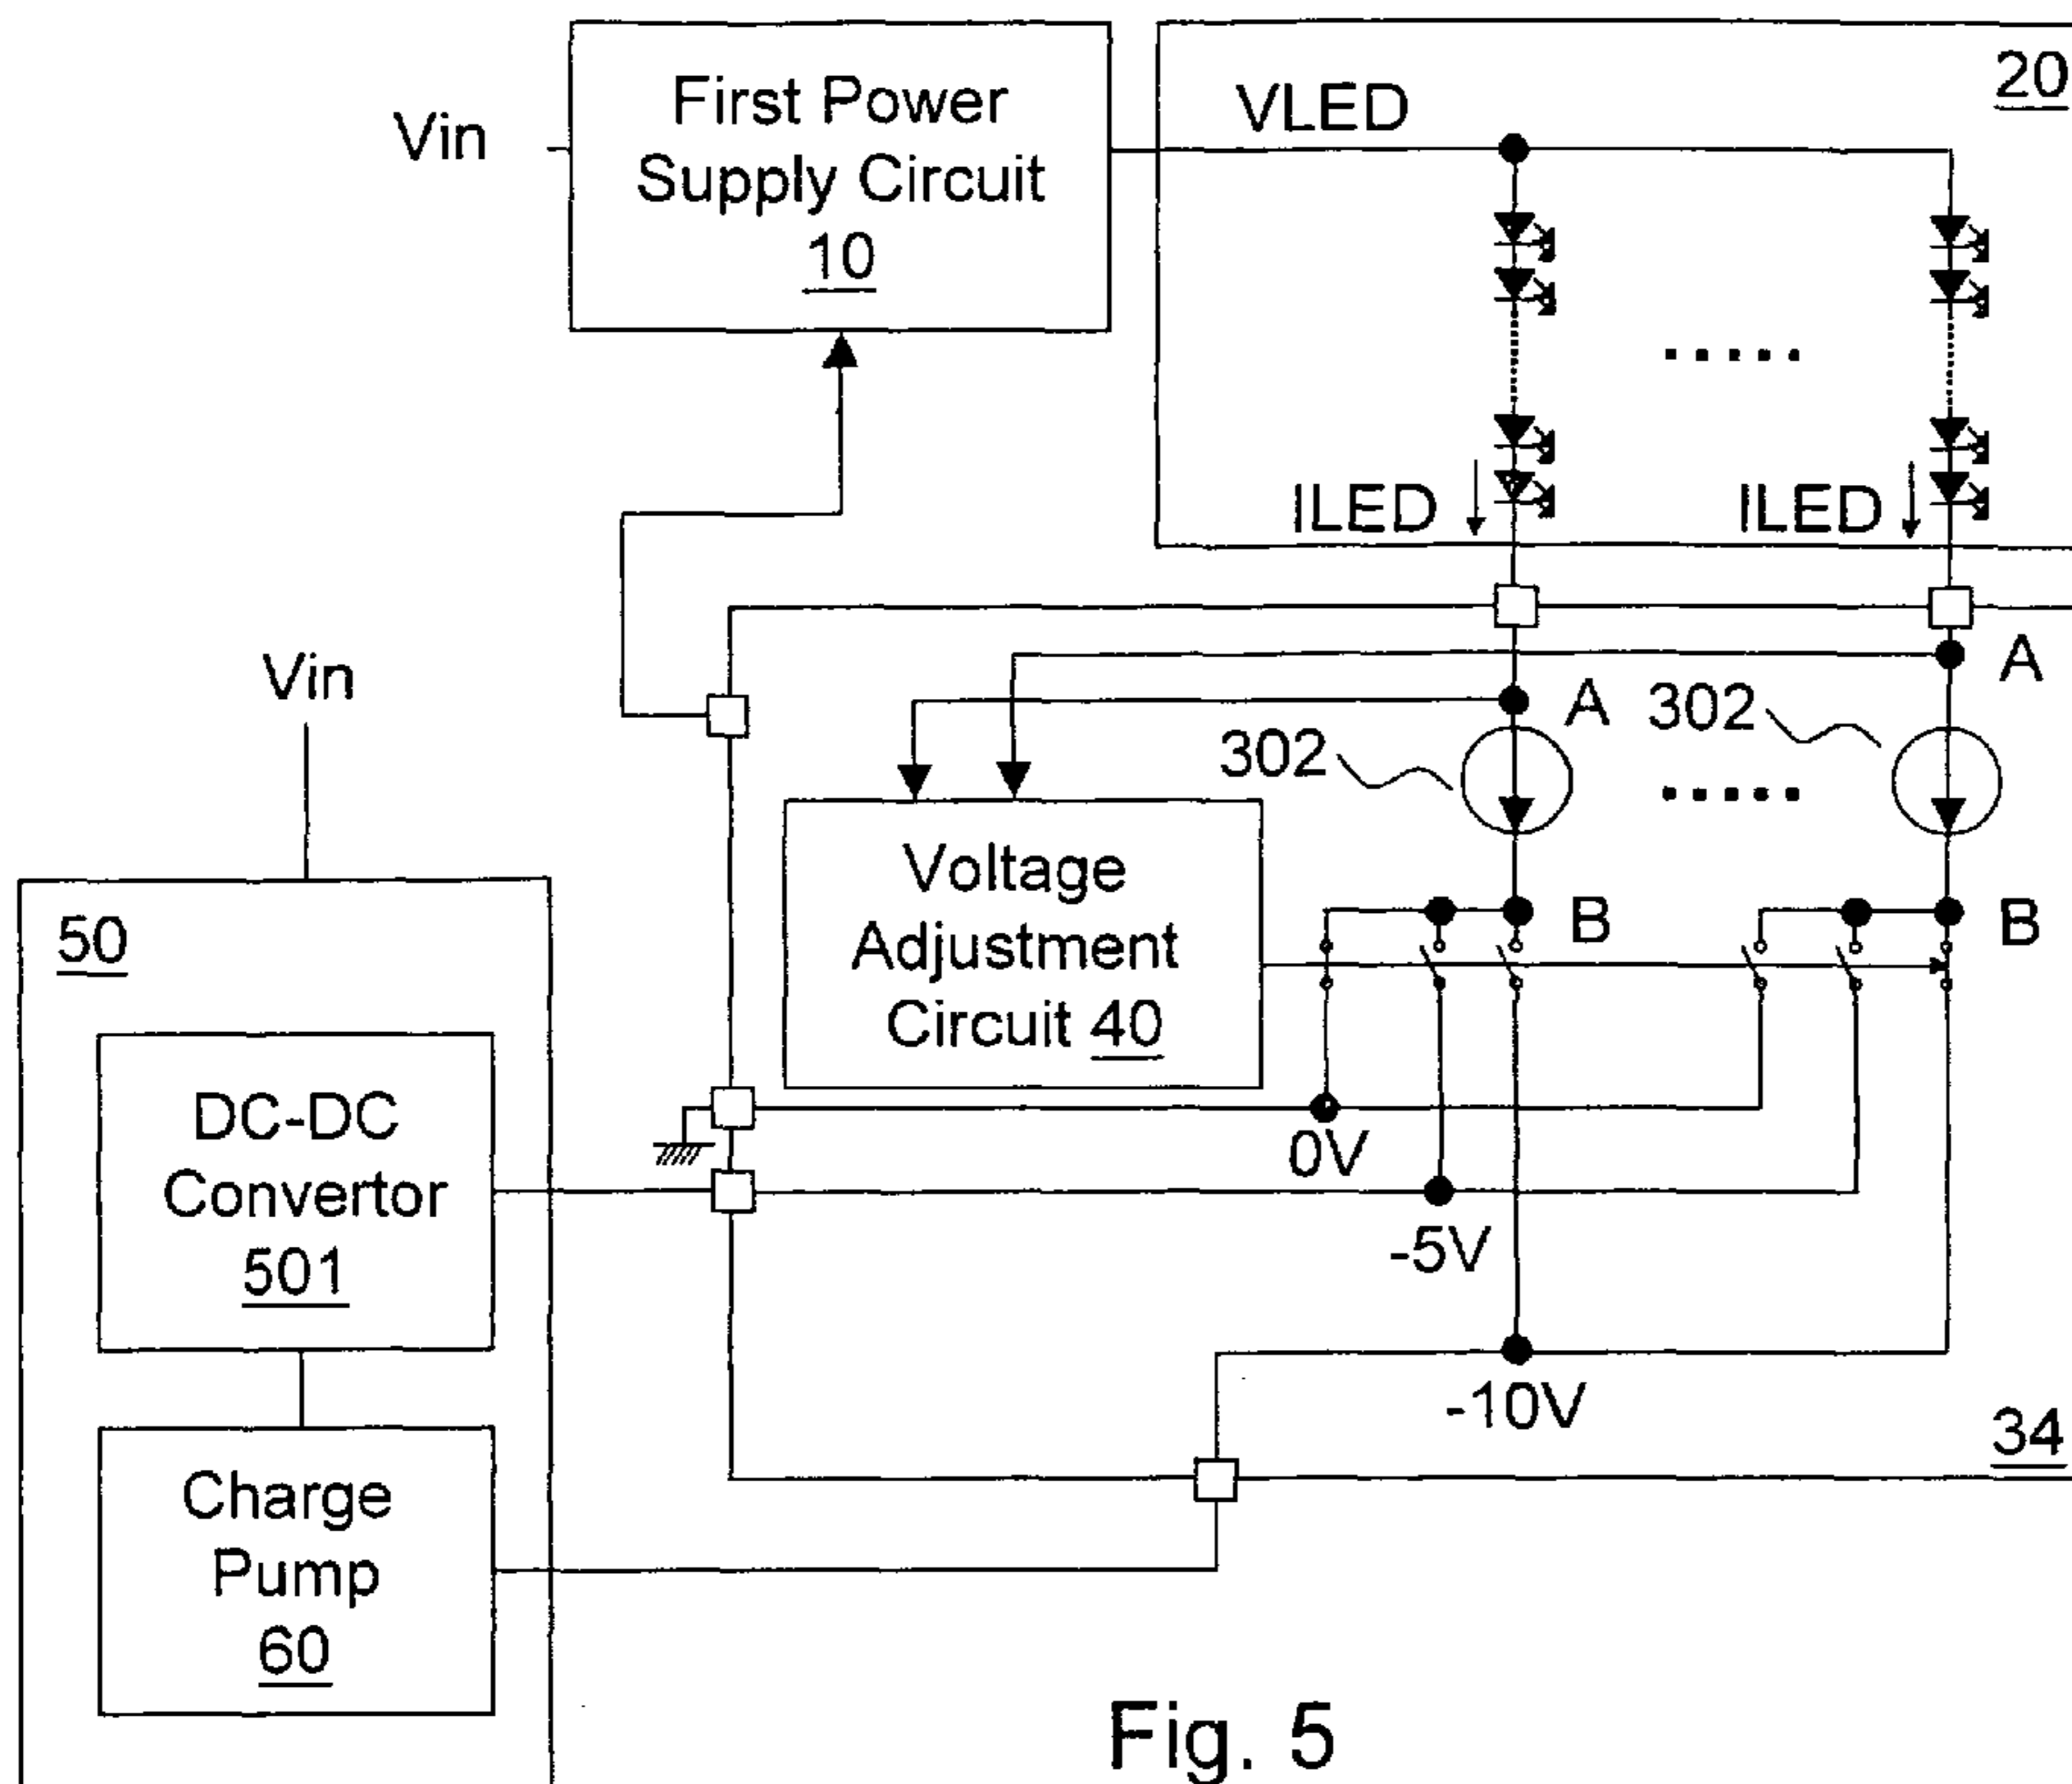 First Power
Supply Circuit
10
Vin
VLED
20
ILED
ILED
Vin
A
A
302
302
Voltage
Adjustment
Circuit 40
B
B
50
DC-DC
Convertor
501
0V
-5V
-10V
34
Charge
Pump
60
Fig. 5